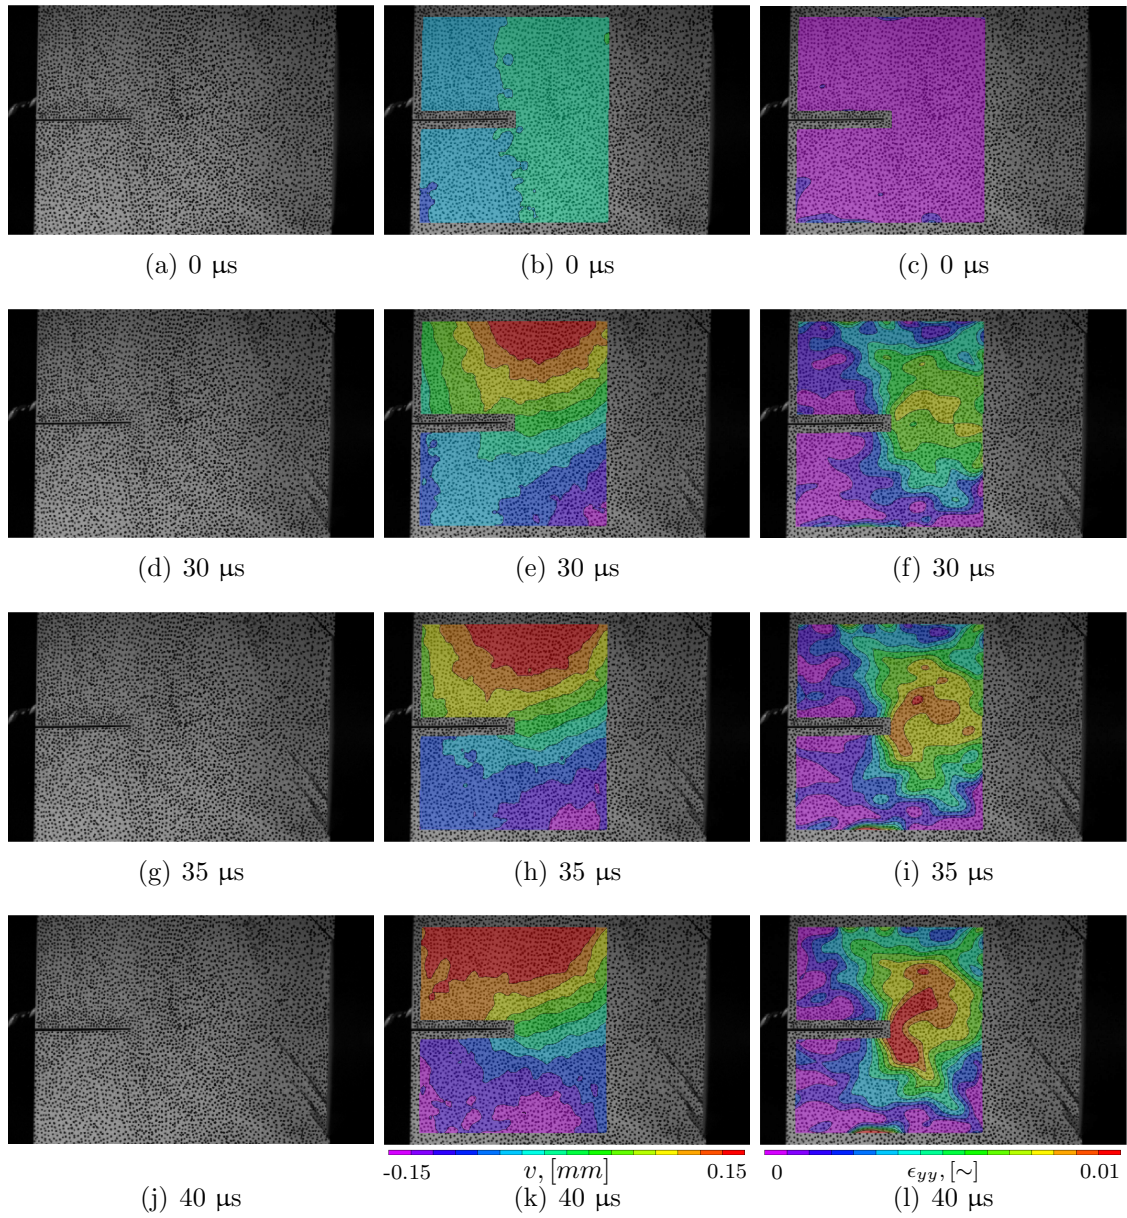 (a) 0 µs
(b) 0 µs
(c) 0 µs
(d) 30 µs
(e) 30 µs
(f) 30 µs
(g) 35 µs
(h) 35 µs
(i) 35 µs
-0.15 v, [mm] 0.15
0 ϵyy, [~] 0.01
(j) 40 µs
(k) 40 µs
(l) 40 µs